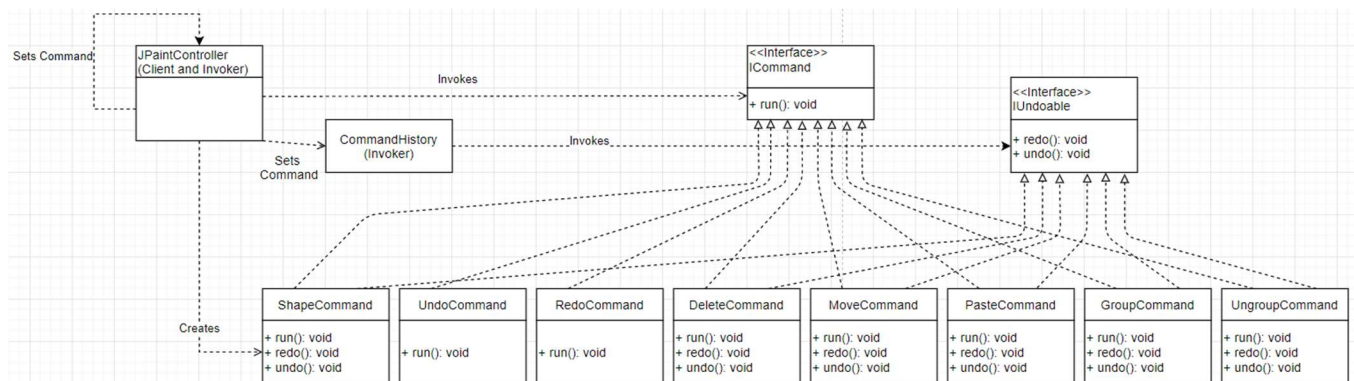 Sets Command
JPaintController
(Client and Invoker)
Invokes
<<Interface>>
ICommand
+ run(): void
<<Interface>>
IUndoable
+ redo(): void
+ undo(): void
CommandHistory
(Invoker)
Invokes
Sets
Command
Creates
ShapeCommand
+ run(): void
+ redo(): void
+ undo(): void
UndoCommand
+ run(): void
RedoCommand
+ run(): void
DeleteCommand
+ run(): void
+ redo(): void
+ undo(): void
MoveCommand
+ run(): void
+ redo(): void
+ undo(): void
PasteCommand
+ run(): void
+ redo(): void
+ undo(): void
GroupCommand
+ run(): void
+ redo(): void
+ undo(): void
UngroupCommand
+ run(): void
+ redo(): void
+ undo(): void